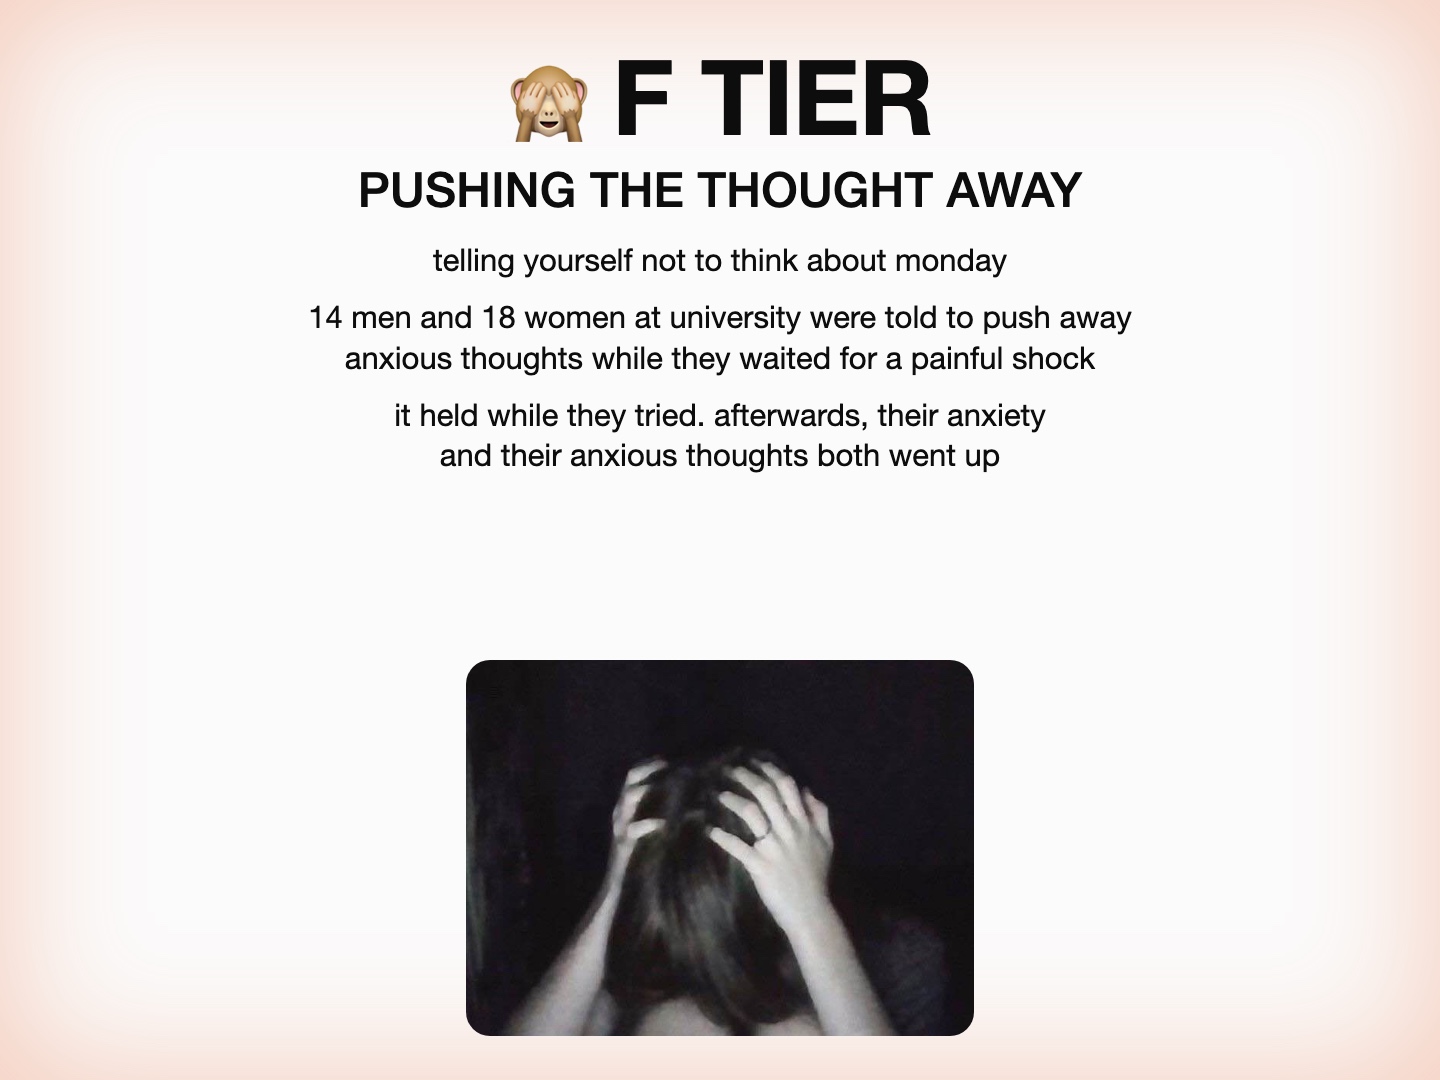 🙈 F TIER
PUSHING THE THOUGHT AWAY
telling yourself not to think about monday
14 men and 18 women at university were told to push away
anxious thoughts while they waited for a painful shock
it held while they tried. afterwards, their anxiety
and their anxious thoughts both went up